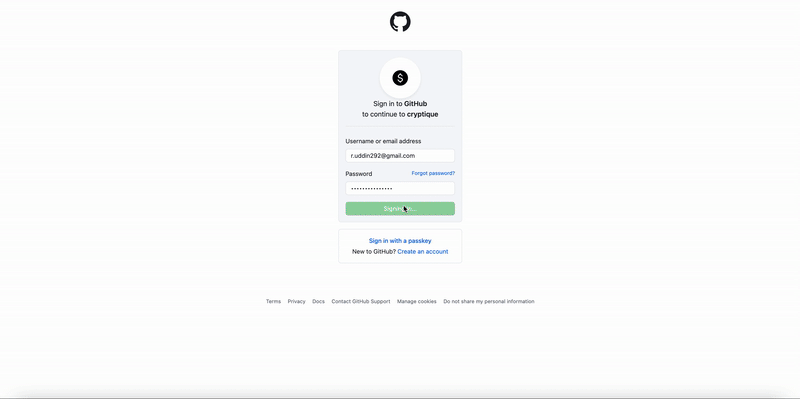 Sign in to GitHub
to continue to cryptique
Username or email address
r.uddin292@gmail.com
Password Forgot password?
•••••••••••••••
Sign in with a passkey
New to GitHub? Create an account
Terms Privacy Docs Contact GitHub Support Manage cookies Do not share my personal information